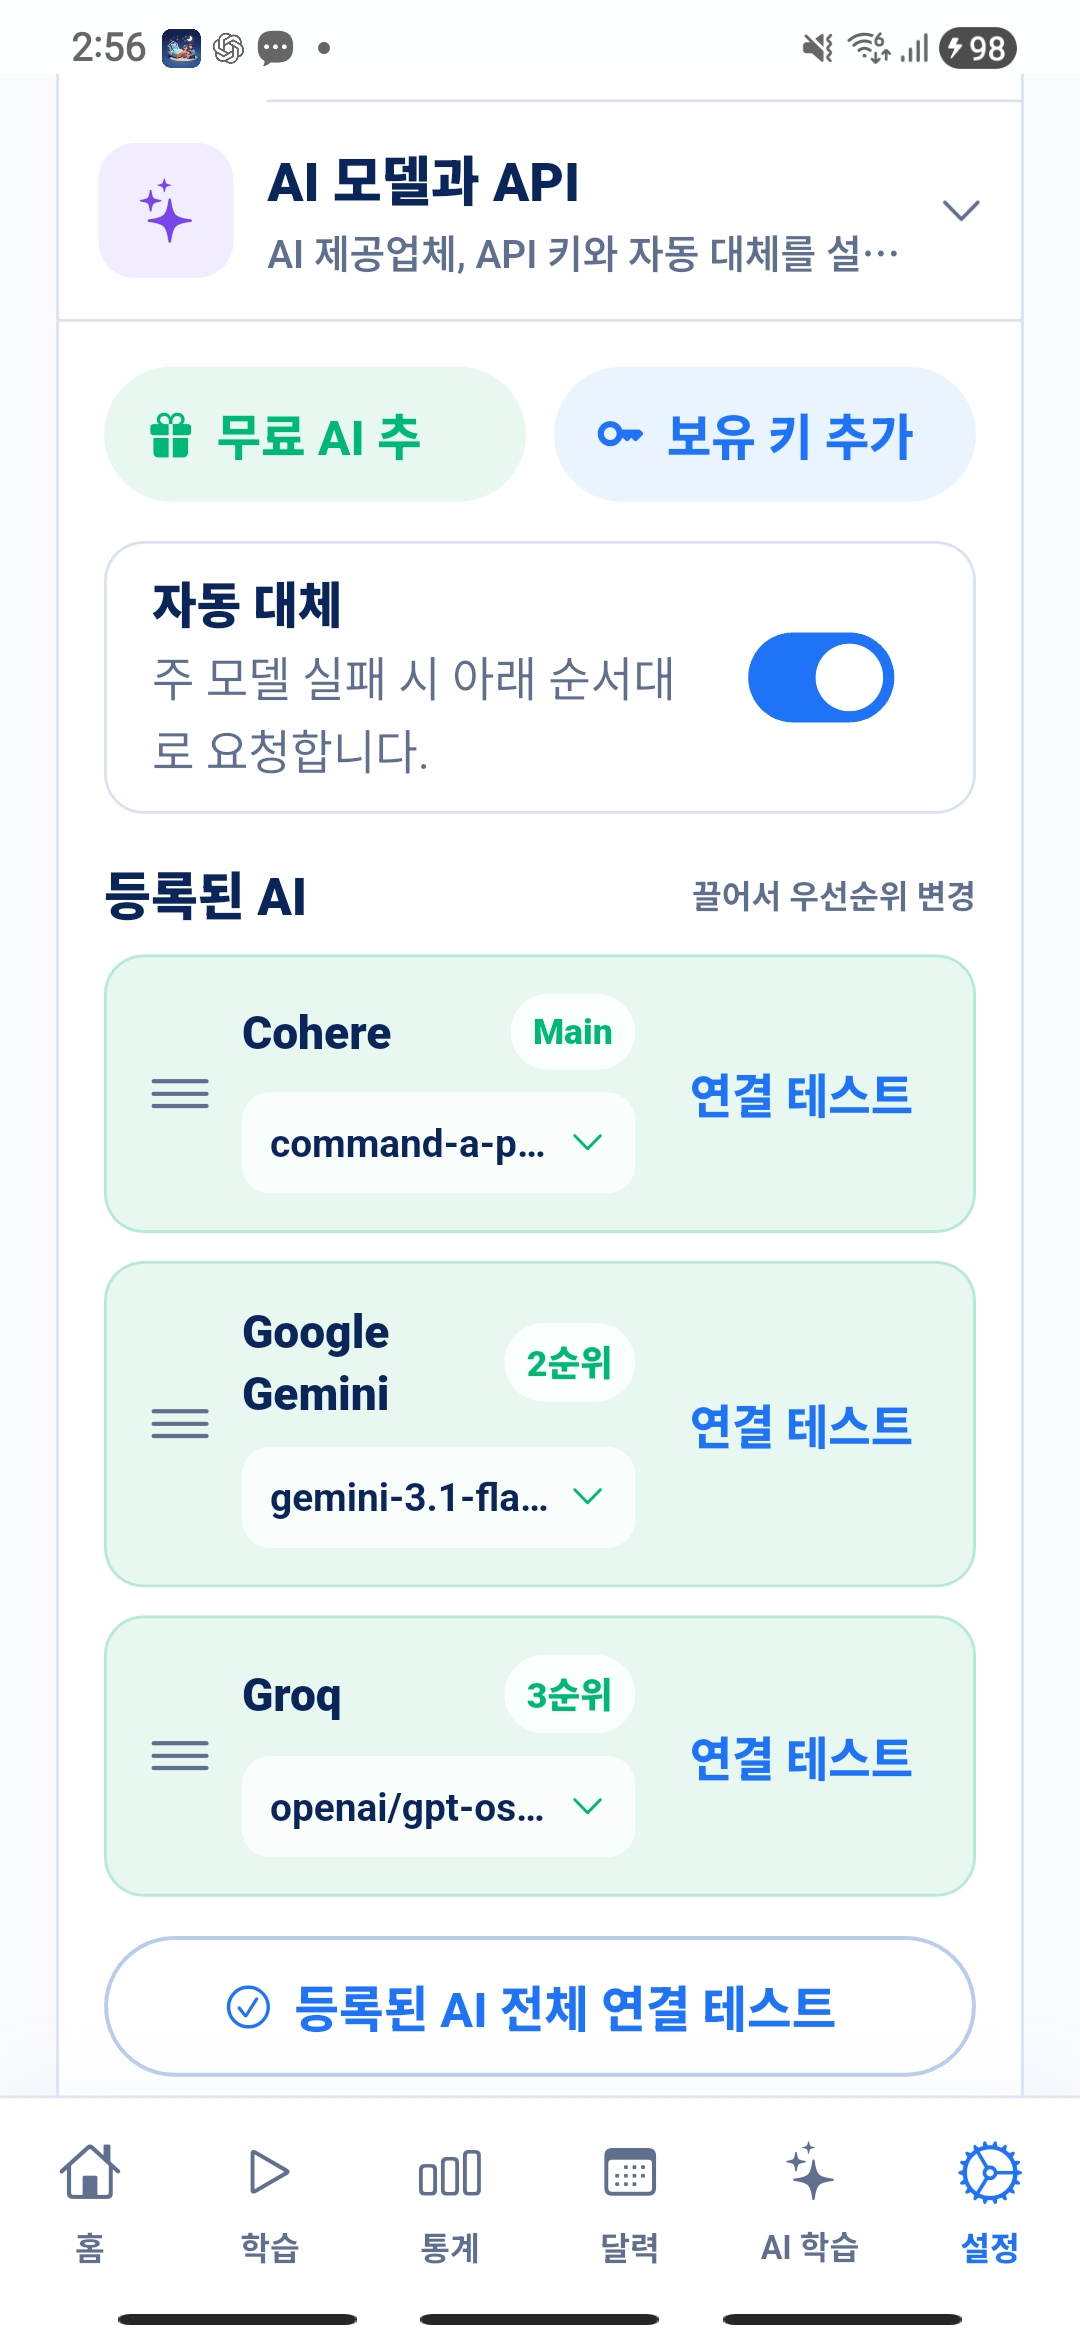 2:56
6
98
AI 모델과 API
AI 제공업체, API 키와 자동 대체를 설…
무료 AI 추
보유 키 추가
자동 대체
주 모델 실패 시 아래 순서대
로 요청합니다.
등록된 AI
끌어서 우선순위 변경
Cohere
Main
command-a-p...
연결 테스트
Google
Gemini
2순위
gemini-3.1-fla...
연결 테스트
Groq
3순위
openai/gpt-os...
연결 테스트
등록된 AI 전체 연결 테스트
홈
학습
통계
달력
AI 학습
설정